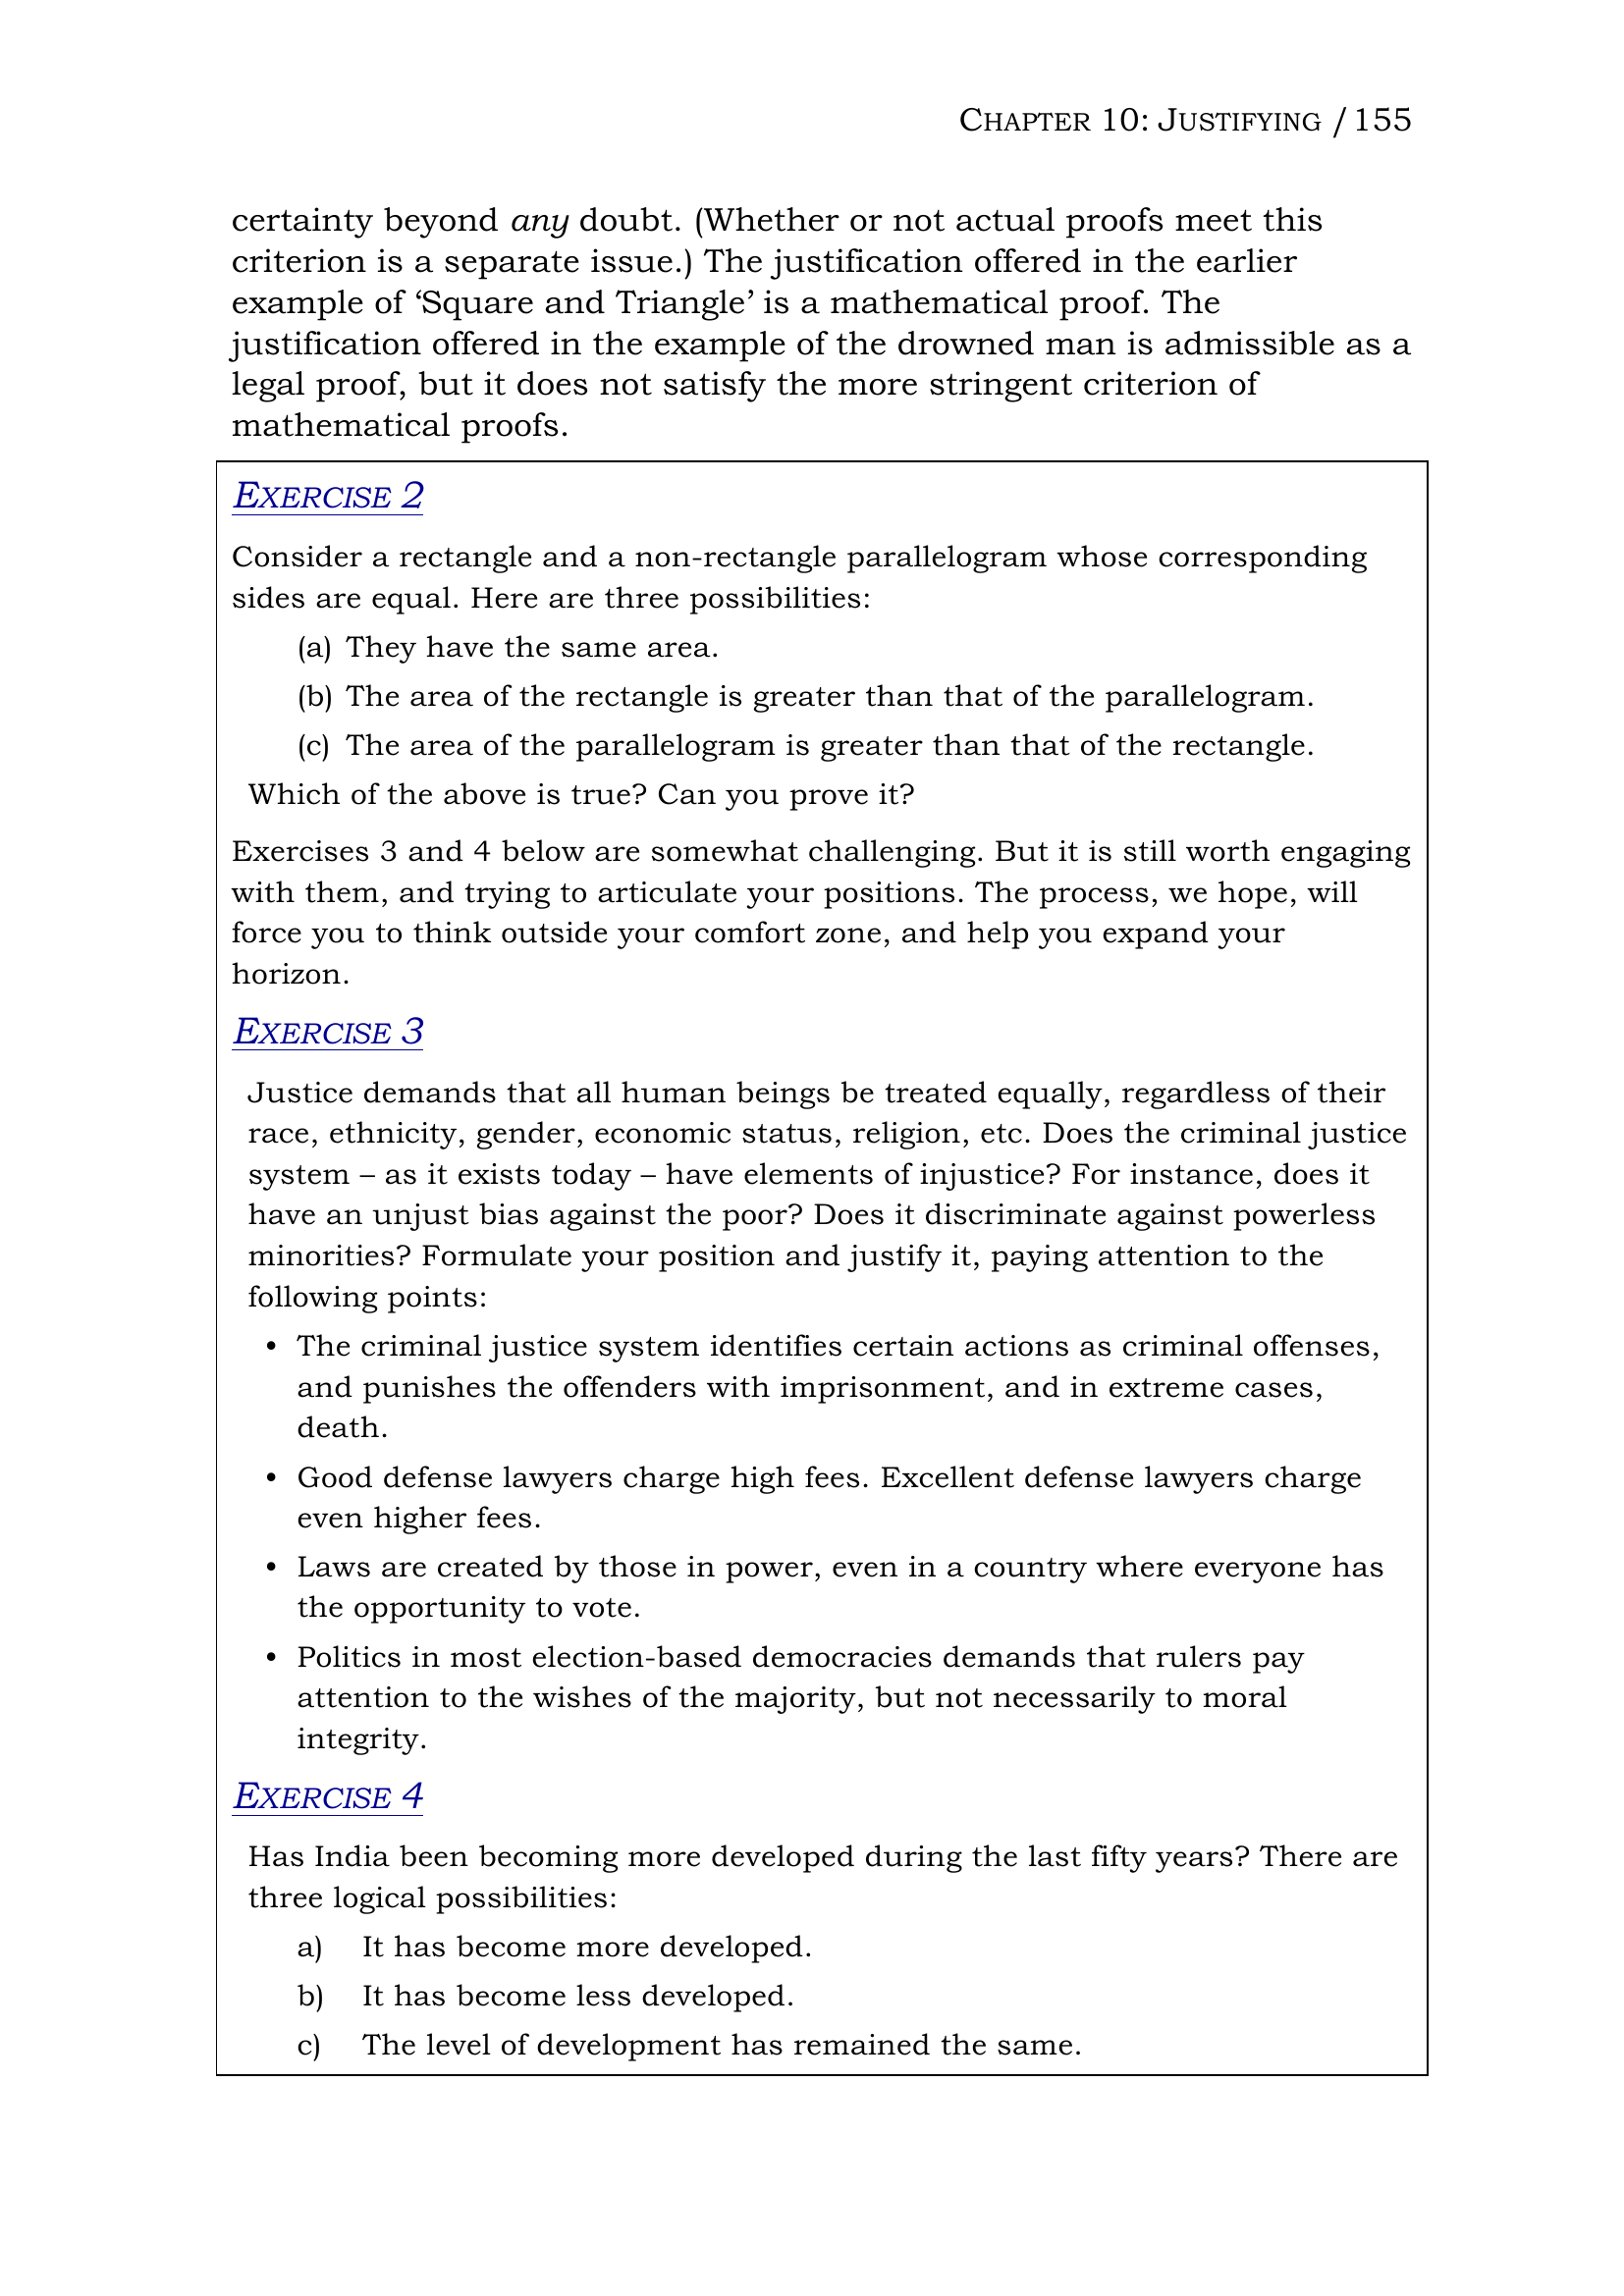 CHAPTER 10: JUSTIFYING / 155
certainty beyond any doubt. (Whether or not actual proofs meet this
criterion is a separate issue.) The justification offered in the earlier
example of ‘Square and Triangle’ is a mathematical proof. The
justification offered in the example of the drowned man is admissible as a
legal proof, but it does not satisfy the more stringent criterion of
mathematical proofs.
EXERCISE 2
Consider a rectangle and a non-rectangle parallelogram whose corresponding
sides are equal. Here are three possibilities:
(a) They have the same area.
(b) The area of the rectangle is greater than that of the parallelogram.
(c) The area of the parallelogram is greater than that of the rectangle.
Which of the above is true? Can you prove it?
Exercises 3 and 4 below are somewhat challenging. But it is still worth engaging
with them, and trying to articulate your positions. The process, we hope, will
force you to think outside your comfort zone, and help you expand your
horizon.
EXERCISE 3
Justice demands that all human beings be treated equally, regardless of their
race, ethnicity, gender, economic status, religion, etc. Does the criminal justice
system – as it exists today – have elements of injustice? For instance, does it
have an unjust bias against the poor? Does it discriminate against powerless
minorities? Formulate your position and justify it, paying attention to the
following points:
• The criminal justice system identifies certain actions as criminal offenses,
and punishes the offenders with imprisonment, and in extreme cases,
death.
• Good defense lawyers charge high fees. Excellent defense lawyers charge
even higher fees.
• Laws are created by those in power, even in a country where everyone has
the opportunity to vote.
• Politics in most election-based democracies demands that rulers pay
attention to the wishes of the majority, but not necessarily to moral
integrity.
EXERCISE 4
Has India been becoming more developed during the last fifty years? There are
three logical possibilities:
a) It has become more developed.
b) It has become less developed.
c) The level of development has remained the same.